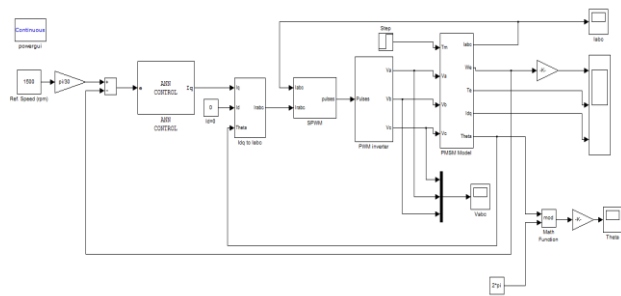 Continuous
powergui
Step
Iabc
1500
Ref Speed (rpm)
pi/30
ANN
CONTROL
Iq
ANN
CONTROL
0
Id=0
Iq
Id
Theta
Iabc
Idq to Iabc
Iabc
Iabc
pulses
SPWM
Pulses
Va
Vb
Vc
PWM Inverter
Tm
Va
Vb
Vc
Iabc
Wm
Te
Idq
Theta
PMSM Model
-K-
Vabc
mod
Math
Function
-K-
Theta
2*pi